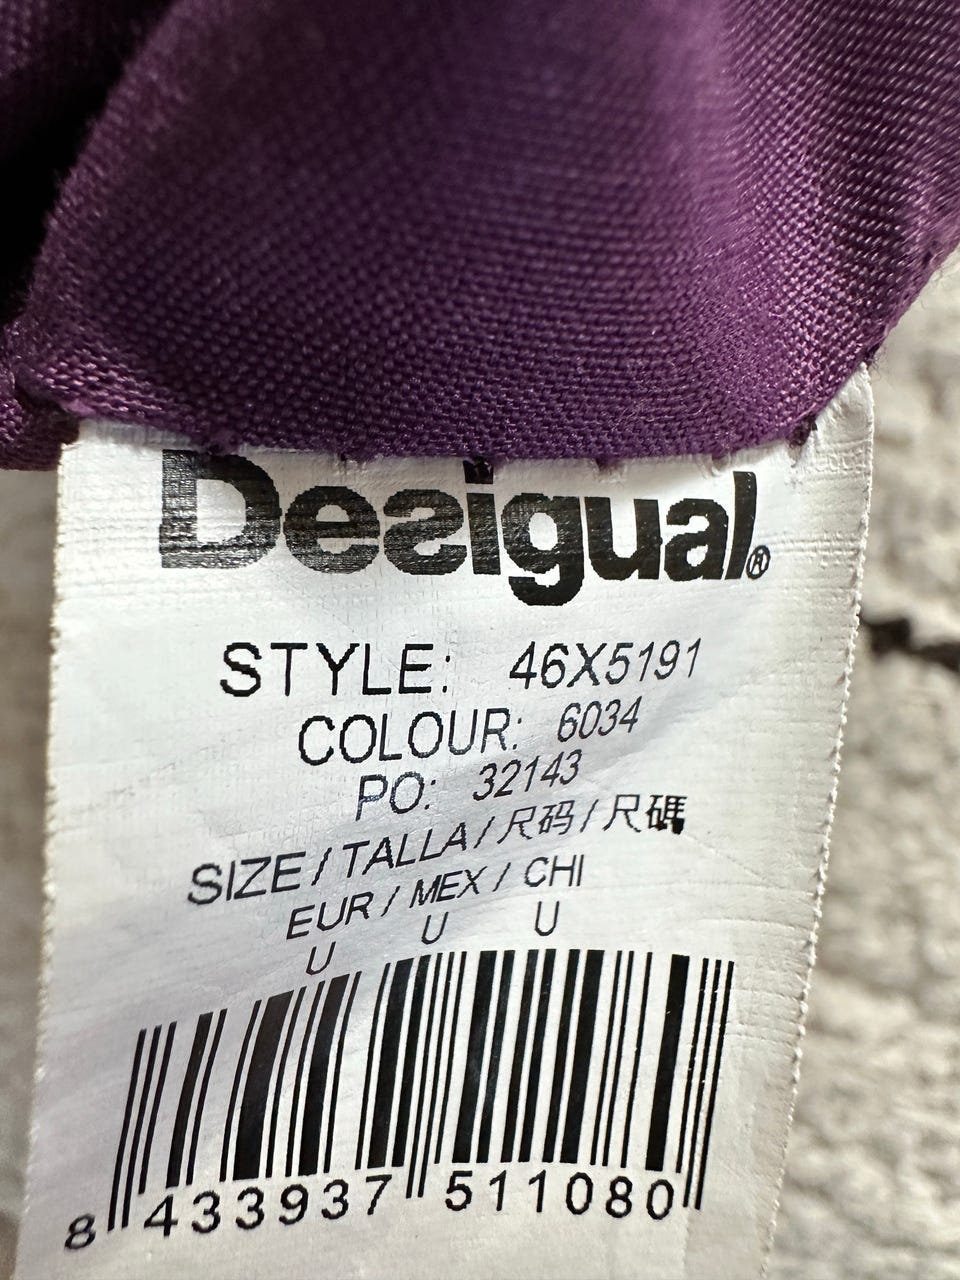 Desigual®
STYLE: 46X5191
COLOUR: 6034
PO: 32143
SIZE / TALLA / 尺码 / 尺碼
EUR / MEX / CHI
U U U
8 433937 511080